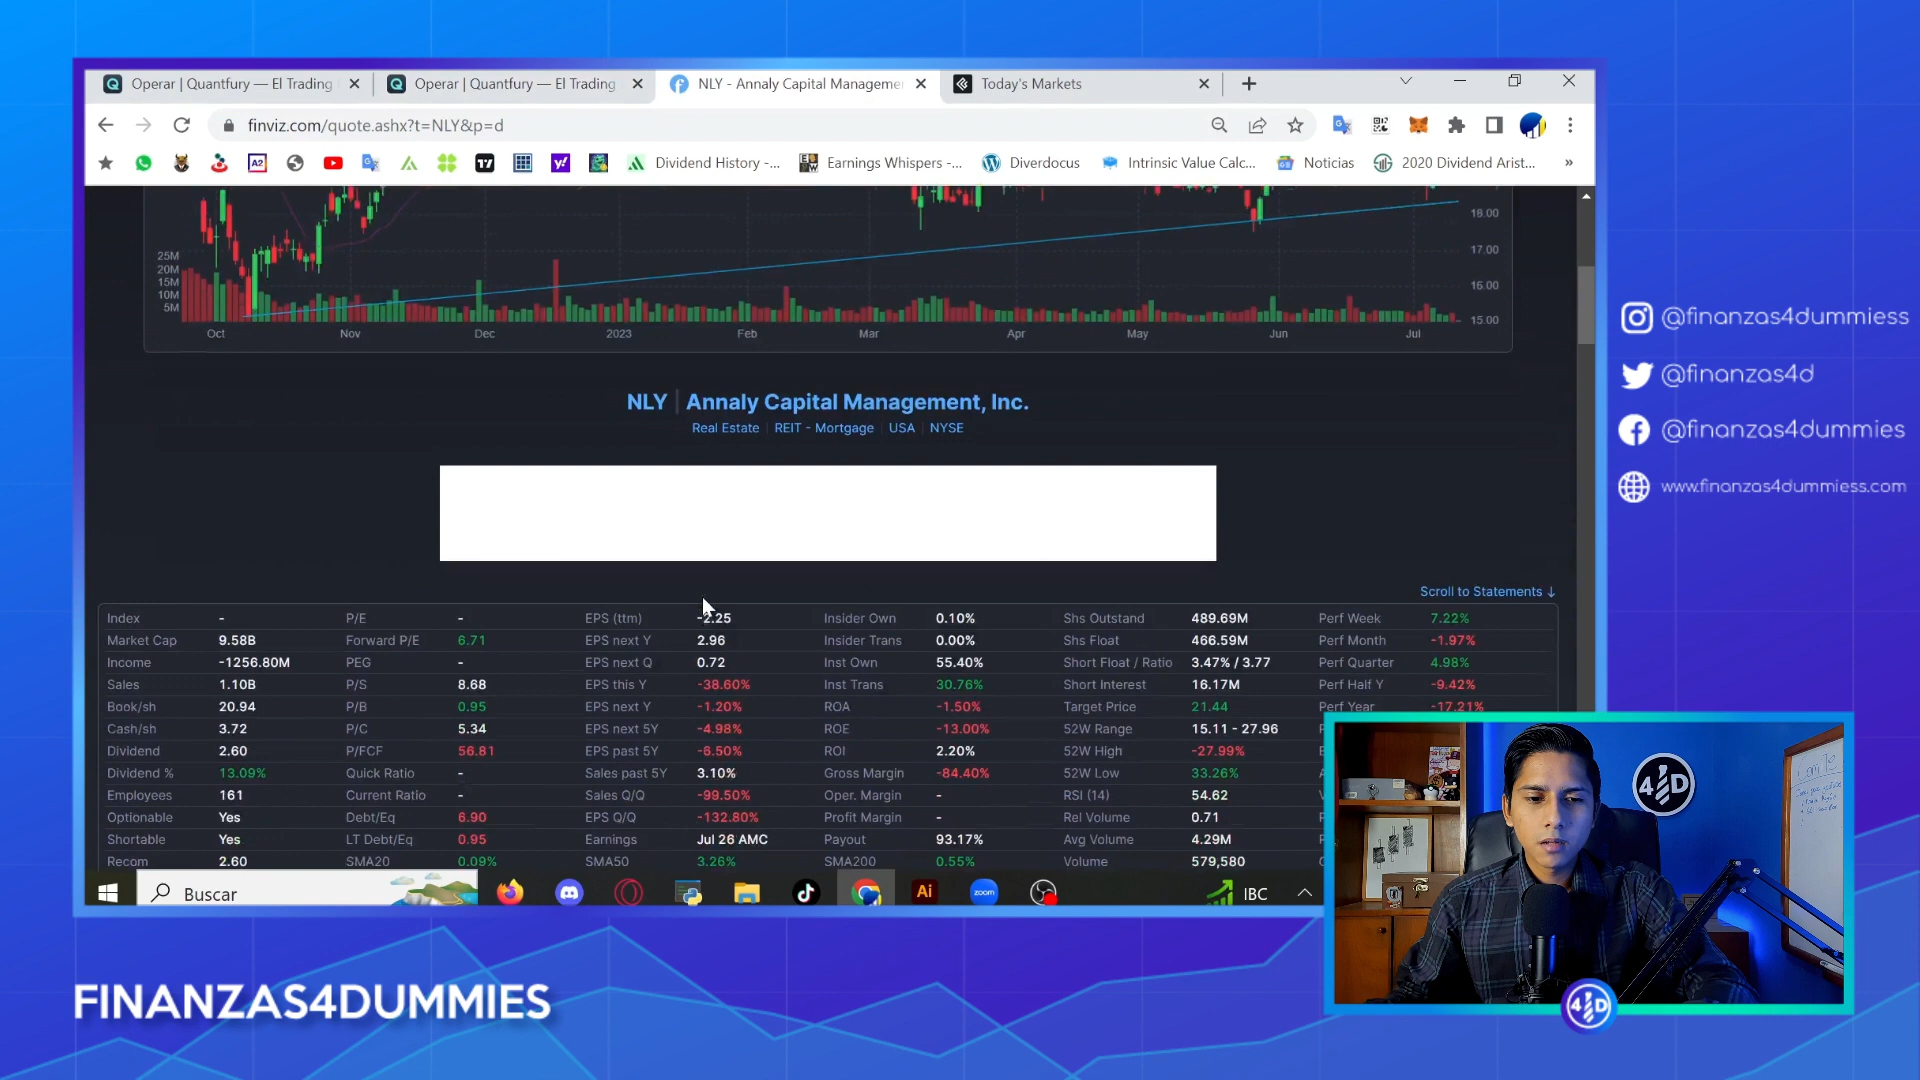 Operar | Quantfury — El Trading
Operar | Quantfury — El Trading
NLY - Annaly Capital Manageme
Today's Markets
finviz.com/quote.ashx?t=NLY&p=d
A2
Dividend History -...
Earnings Whispers -...
Diverdocus
Intrinsic Value Calc...
Noticias
2020 Dividend Arist...
»
18.00
17.00
16.00
15.00
25M
20M
15M
10M
5M
Oct Nov Dec 2023 Feb Mar Apr May Jun Jul
NLY | Annaly Capital Management, Inc.
Real Estate | REIT - Mortgage | USA | NYSE
Scroll to Statements ↓
Index - P/E - EPS (ttm) -2.25 Insider Own 0.10% Shs Outstand 489.69M Perf Week 7.22%
Market Cap 9.58B Forward P/E 6.71 EPS next Y 2.96 Insider Trans 0.00% Shs Float 466.59M Perf Month -1.97%
Income -1256.80M PEG - EPS next Q 0.72 Inst Own 55.40% Short Float / Ratio 3.47% / 3.77 Perf Quarter 4.98%
Sales 1.10B P/S 8.68 EPS this Y -38.60% Inst Trans 30.76% Short Interest 16.17M Perf Half Y -9.42%
Book/sh 20.94 P/B 0.95 EPS next Y -1.20% ROA -1.50% Target Price 21.44 Perf Year -17.21%
Cash/sh 3.72 P/C 5.34 EPS next 5Y -4.98% ROE -13.00% 52W Range 15.11 - 27.96
Dividend 2.60 P/FCF 56.81 EPS past 5Y -6.50% ROI 2.20% 52W High -27.99%
Dividend % 13.09% Quick Ratio - Sales past 5Y 3.10% Gross Margin -84.40% 52W Low 33.26%
Employees 161 Current Ratio - Sales Q/Q -99.50% Oper. Margin - RSI (14) 54.62
Optionable Yes Debt/Eq 6.90 EPS Q/Q -132.80% Profit Margin - Rel Volume 0.71
Shortable Yes LT Debt/Eq 0.95 Earnings Jul 26 AMC Payout 93.17% Avg Volume 4.29M
Recom 2.60 SMA20 0.09% SMA50 3.26% SMA200 0.55% Volume 579,580
Buscar
Ai
zoom
IBC
@finanzas4dummiess
@finanzas4d
@finanzas4dummies
www.finanzas4dummiess.com
4D
4D
FINANZAS4DUMMIES